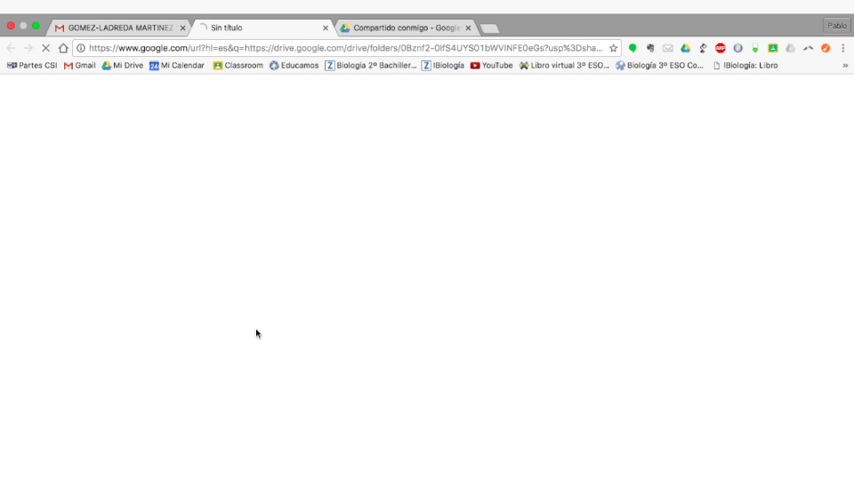 GOMEZ-LADREDA MARTINEZ
Sin título
Compartido conmigo - Google
Pablo
https://www.google.com/url?hl=es&q=https://drive.google.com/drive/folders/0Bznf2-0lfS4UYS01bWVINFE0eGs?usp%3Dsha...
Partes CSI Gmail Mi Drive Mi Calendar Classroom Educamos Biología 2º Bachiller... IBiología YouTube Libro virtual 3º ESO... Biología 3º ESO Co... IBiología: Libro »